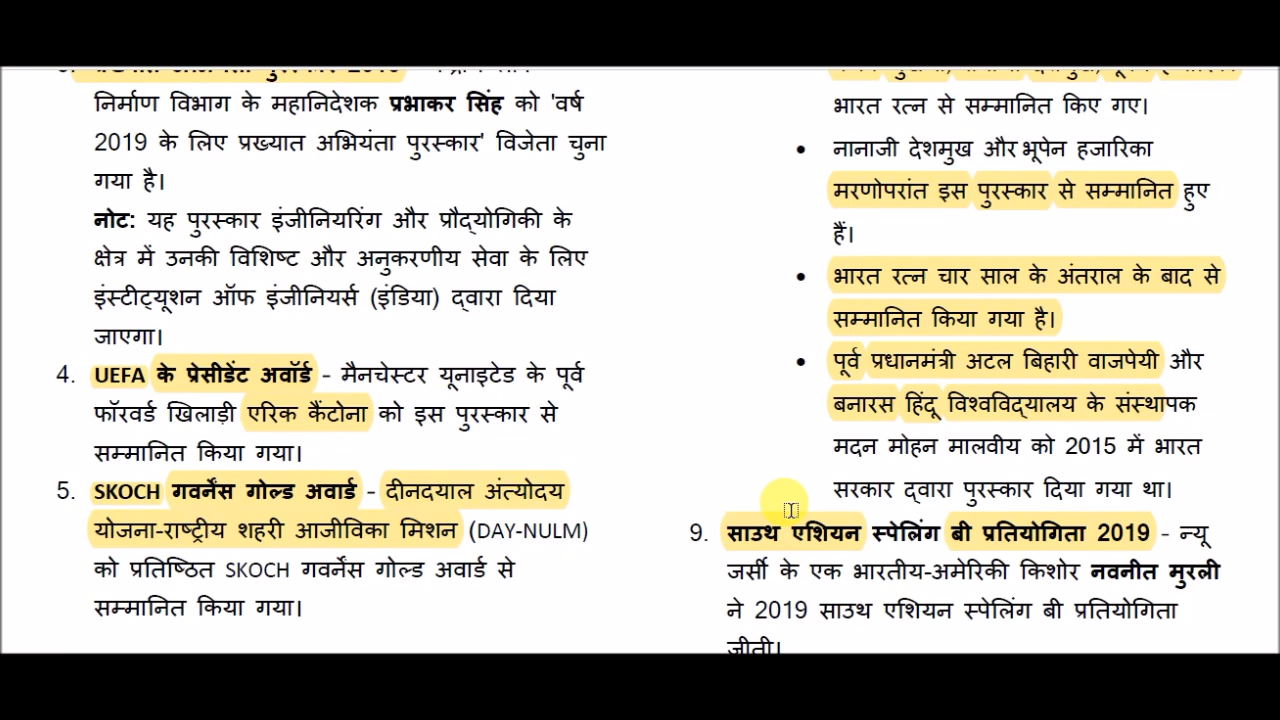 निर्माण विभाग के महानिदेशक प्रभाकर सिंह को 'वर्ष
2019 के लिए प्रख्यात अभियंता पुरस्कार' विजेता चुना
गया है।
नोट: यह पुरस्कार इंजीनियरिंग और प्रौद्योगिकी के
क्षेत्र में उनकी विशिष्ट और अनुकरणीय सेवा के लिए
इंस्टीट्यूशन ऑफ इंजीनियर्स (इंडिया) द्वारा दिया
जाएगा।
4. UEFA के प्रेसीडेंट अवॉर्ड - मैनचेस्टर यूनाइटेड के पूर्व
फॉरवर्ड खिलाड़ी एरिक कैंटोना को इस पुरस्कार से
सम्मानित किया गया।
5. SKOCH गवर्नेंस गोल्ड अवार्ड - दीनदयाल अंत्योदय
योजना-राष्ट्रीय शहरी आजीविका मिशन (DAY-NULM)
को प्रतिष्ठित SKOCH गवर्नेंस गोल्ड अवार्ड से
सम्मानित किया गया।
भारत रत्न से सम्मानित किए गए।
• नानाजी देशमुख और भूपेन हजारिका
मरणोपरांत इस पुरस्कार से सम्मानित हुए
हैं।
• भारत रत्न चार साल के अंतराल के बाद से
सम्मानित किया गया है।
• पूर्व प्रधानमंत्री अटल बिहारी वाजपेयी और
बनारस हिंदू विश्वविद्यालय के संस्थापक
मदन मोहन मालवीय को 2015 में भारत
सरकार द्वारा पुरस्कार दिया गया था।
9. साउथ एशियन स्पेलिंग बी प्रतियोगिता 2019 - न्यू
जर्सी के एक भारतीय-अमेरिकी किशोर नवनीत मुरली
ने 2019 साउथ एशियन स्पेलिंग बी प्रतियोगिता
जीती।